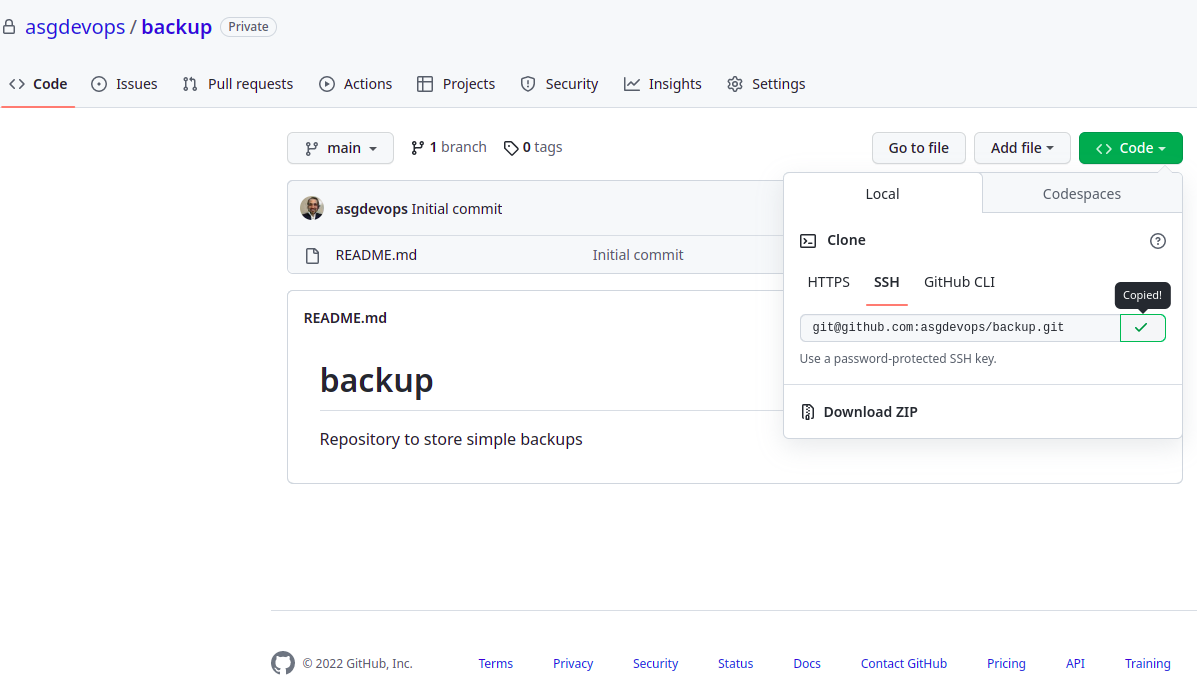 asgdevops / backup Private
Code Issues Pull requests Actions Projects Security Insights Settings
main 1 branch 0 tags Go to file Add file Code
Local Codespaces
asgdevops Initial commit
Clone
README.md Initial commit
HTTPS SSH GitHub CLI
Copied!
README.md
git@github.com:asgdevops/backup.git
Use a password-protected SSH key.
backup
Download ZIP
Repository to store simple backups
© 2022 GitHub, Inc. Terms Privacy Security Status Docs Contact GitHub Pricing API Training